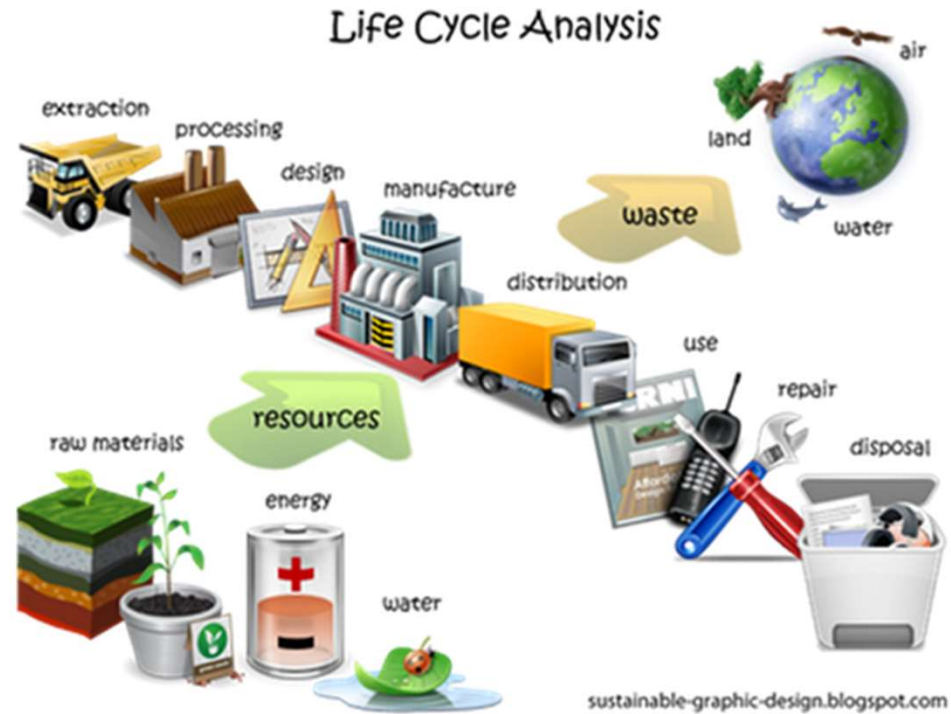 Life Cycle Analysis
air
extraction
processing
land
design
manufacture
waste
water
distribution
use
repair
resources
raw materials
disposal
energy
water
sustainable-graphic-design.blogspot.com